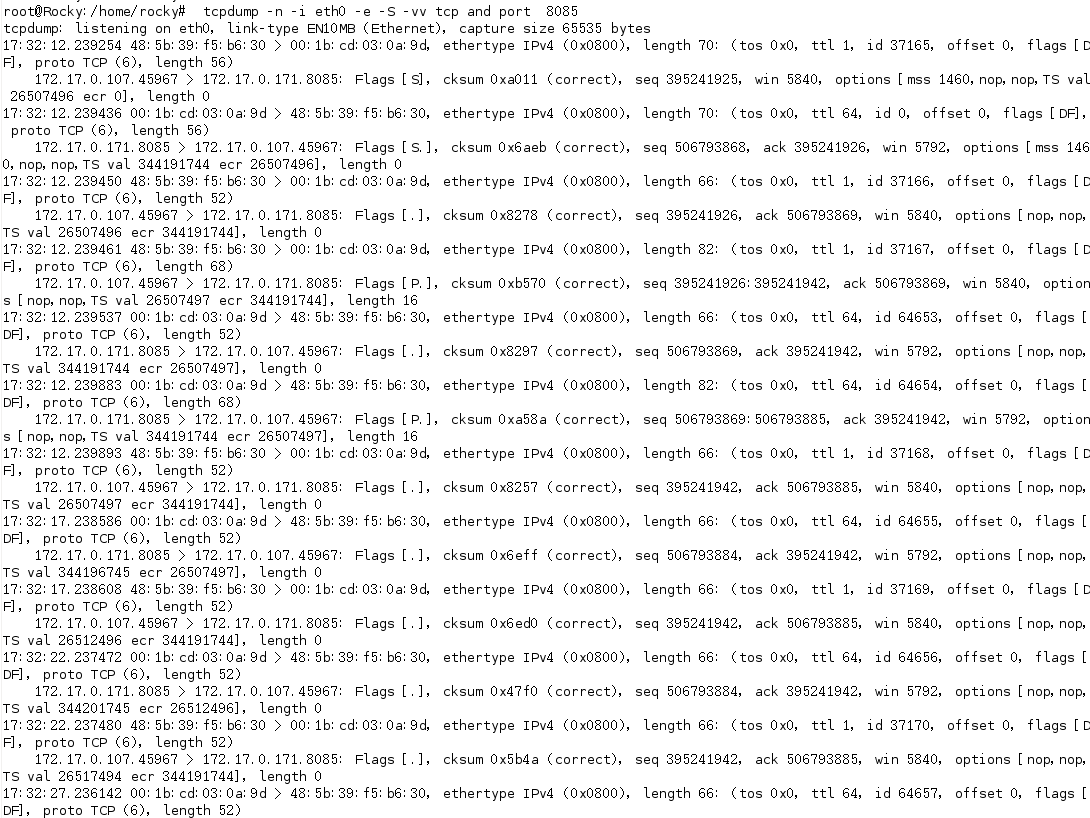 root@Rocky:/home/rocky#  tcpdump -n -i eth0 -e -S -vv tcp and port  8085
tcpdump: listening on eth0, link-type EN10MB (Ethernet), capture size 65535 bytes
17:32:12.239254 48:5b:39:f5:b6:30 > 00:1b:cd:03:0a:9d, ethertype IPv4 (0x0800), length 70: (tos 0x0, ttl 1, id 37165, offset 0, flags [D
F], proto TCP (6), length 56)
    172.17.0.107.45967 > 172.17.0.171.8085: Flags [S], cksum 0xa011 (correct), seq 395241925, win 5840, options [mss 1460,nop,nop,TS val
 26507496 ecr 0], length 0
17:32:12.239436 00:1b:cd:03:0a:9d > 48:5b:39:f5:b6:30, ethertype IPv4 (0x0800), length 70: (tos 0x0, ttl 64, id 0, offset 0, flags [DF],
 proto TCP (6), length 56)
    172.17.0.171.8085 > 172.17.0.107.45967: Flags [S.], cksum 0x6aeb (correct), seq 506793868, ack 395241926, win 5792, options [mss 146
0,nop,nop,TS val 344191744 ecr 26507496], length 0
17:32:12.239450 48:5b:39:f5:b6:30 > 00:1b:cd:03:0a:9d, ethertype IPv4 (0x0800), length 66: (tos 0x0, ttl 1, id 37166, offset 0, flags [D
F], proto TCP (6), length 52)
    172.17.0.107.45967 > 172.17.0.171.8085: Flags [.], cksum 0x8278 (correct), seq 395241926, ack 506793869, win 5840, options [nop,nop,
TS val 26507496 ecr 344191744], length 0
17:32:12.239461 48:5b:39:f5:b6:30 > 00:1b:cd:03:0a:9d, ethertype IPv4 (0x0800), length 82: (tos 0x0, ttl 1, id 37167, offset 0, flags [D
F], proto TCP (6), length 68)
    172.17.0.107.45967 > 172.17.0.171.8085: Flags [P.], cksum 0xb570 (correct), seq 395241926:395241942, ack 506793869, win 5840, option
s [nop,nop,TS val 26507497 ecr 344191744], length 16
17:32:12.239537 00:1b:cd:03:0a:9d > 48:5b:39:f5:b6:30, ethertype IPv4 (0x0800), length 66: (tos 0x0, ttl 64, id 64653, offset 0, flags [
DF], proto TCP (6), length 52)
    172.17.0.171.8085 > 172.17.0.107.45967: Flags [.], cksum 0x8297 (correct), seq 506793869, ack 395241942, win 5792, options [nop,nop,
TS val 344191744 ecr 26507497], length 0
17:32:12.239883 00:1b:cd:03:0a:9d > 48:5b:39:f5:b6:30, ethertype IPv4 (0x0800), length 82: (tos 0x0, ttl 64, id 64654, offset 0, flags [
DF], proto TCP (6), length 68)
    172.17.0.171.8085 > 172.17.0.107.45967: Flags [P.], cksum 0xa58a (correct), seq 506793869:506793885, ack 395241942, win 5792, option
s [nop,nop,TS val 344191744 ecr 26507497], length 16
17:32:12.239893 48:5b:39:f5:b6:30 > 00:1b:cd:03:0a:9d, ethertype IPv4 (0x0800), length 66: (tos 0x0, ttl 1, id 37168, offset 0, flags [D
F], proto TCP (6), length 52)
    172.17.0.107.45967 > 172.17.0.171.8085: Flags [.], cksum 0x8257 (correct), seq 395241942, ack 506793885, win 5840, options [nop,nop,
TS val 26507497 ecr 344191744], length 0
17:32:17.238586 00:1b:cd:03:0a:9d > 48:5b:39:f5:b6:30, ethertype IPv4 (0x0800), length 66: (tos 0x0, ttl 64, id 64655, offset 0, flags [
DF], proto TCP (6), length 52)
    172.17.0.171.8085 > 172.17.0.107.45967: Flags [.], cksum 0x6eff (correct), seq 506793884, ack 395241942, win 5792, options [nop,nop,
TS val 344196745 ecr 26507497], length 0
17:32:17.238608 48:5b:39:f5:b6:30 > 00:1b:cd:03:0a:9d, ethertype IPv4 (0x0800), length 66: (tos 0x0, ttl 1, id 37169, offset 0, flags [D
F], proto TCP (6), length 52)
    172.17.0.107.45967 > 172.17.0.171.8085: Flags [.], cksum 0x6ed0 (correct), seq 395241942, ack 506793885, win 5840, options [nop,nop,
TS val 26512496 ecr 344191744], length 0
17:32:22.237472 00:1b:cd:03:0a:9d > 48:5b:39:f5:b6:30, ethertype IPv4 (0x0800), length 66: (tos 0x0, ttl 64, id 64656, offset 0, flags [
DF], proto TCP (6), length 52)
    172.17.0.171.8085 > 172.17.0.107.45967: Flags [.], cksum 0x47f0 (correct), seq 506793884, ack 395241942, win 5792, options [nop,nop,
TS val 344201745 ecr 26512496], length 0
17:32:22.237480 48:5b:39:f5:b6:30 > 00:1b:cd:03:0a:9d, ethertype IPv4 (0x0800), length 66: (tos 0x0, ttl 1, id 37170, offset 0, flags [D
F], proto TCP (6), length 52)
    172.17.0.107.45967 > 172.17.0.171.8085: Flags [.], cksum 0x5b4a (correct), seq 395241942, ack 506793885, win 5840, options [nop,nop,
TS val 26517494 ecr 344191744], length 0
17:32:27.236142 00:1b:cd:03:0a:9d > 48:5b:39:f5:b6:30, ethertype IPv4 (0x0800), length 66: (tos 0x0, ttl 64, id 64657, offset 0, flags [
DF], proto TCP (6), length 52)